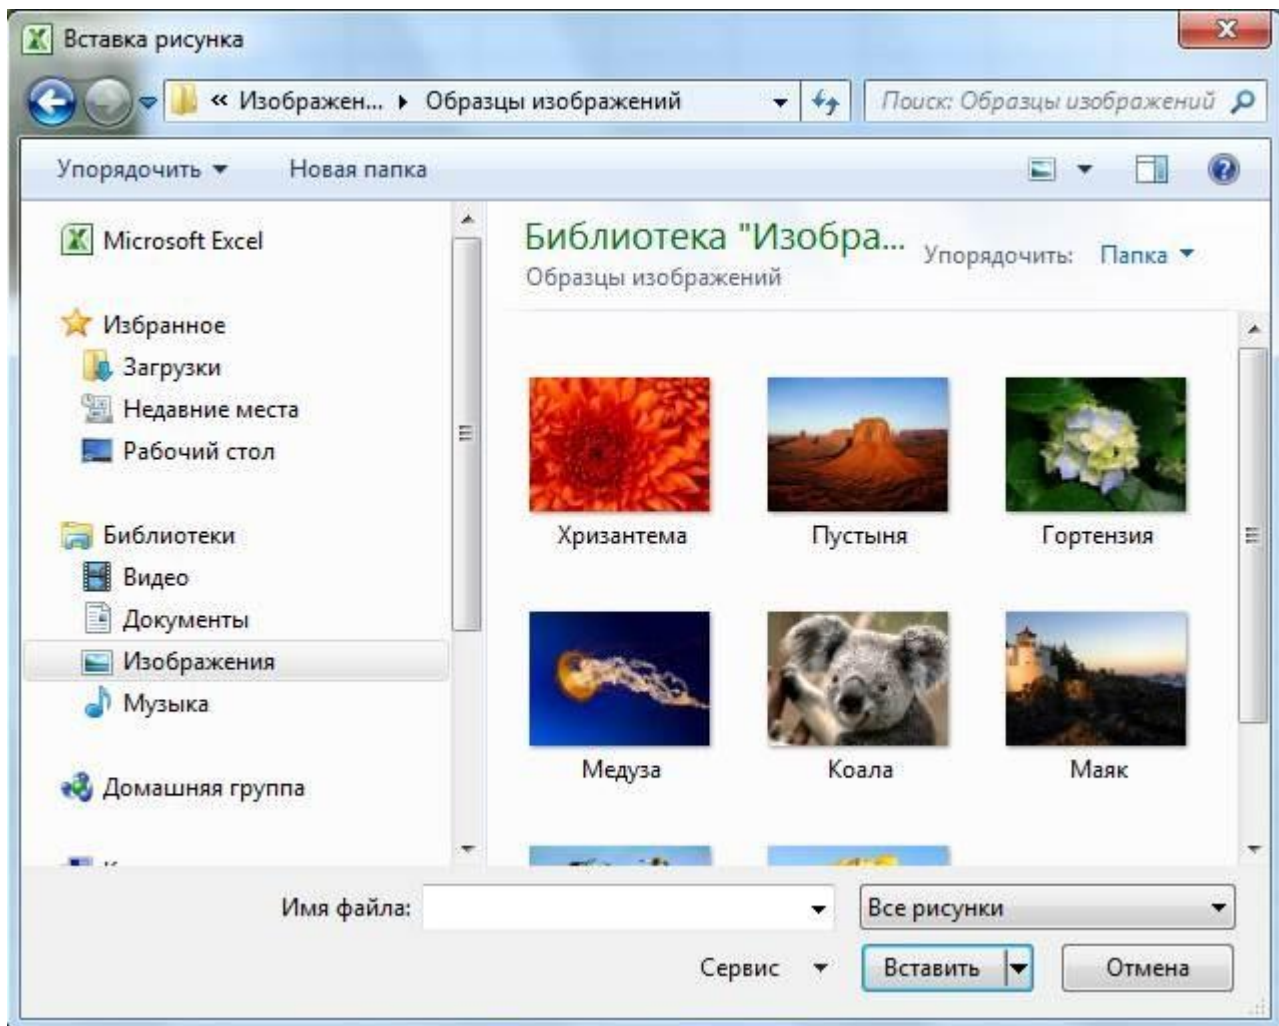 Вставка рисунка
« Изображен... Образцы изображений
Поиск: Образцы изображений
Упорядочить
Новая папка
Microsoft Excel
Избранное
Загрузки
Недавние места
Рабочий стол
Библиотеки
Видео
Документы
Изображения
Музыка
Домашняя группа
Библиотека "Изобра...
Образцы изображений
Упорядочить: Папка
Хризантема
Пустыня
Гортензия
Медуза
Коала
Маяк
Имя файла:
Все рисунки
Сервис
Вставить
Отмена